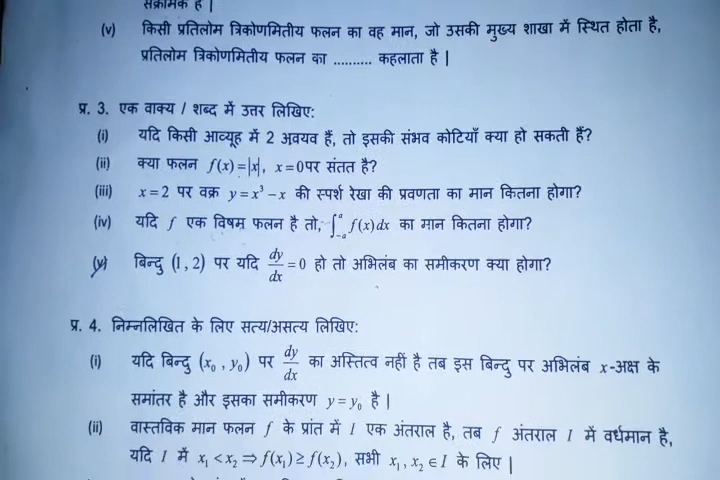 सक्रामक है |
(v) किसी प्रतिलोम त्रिकोणमितीय फलन का वह मान, जो उसकी मुख्य शाखा में स्थित होता है,
प्रतिलोम त्रिकोणमितीय फलन का .......... कहलाता है |
प्र. 3. एक वाक्य / शब्द में उत्तर लिखिए:
(i) यदि किसी आव्यूह में 2 अवयव हैं, तो इसकी संभव कोटियाँ क्या हो सकती हैं?
(ii) क्या फलन f(x)=|x|, x=0पर संतत है?
(iii) x=2 पर वक्र y=x³−x की स्पर्श रेखा की प्रवणता का मान कितना होगा?
(iv) यदि f एक विषम फलन है तो, ∫₋ₐᵃ f(x)dx का मान कितना होगा?
(v) बिन्दु (1,2) पर यदि dy/dx=0 हो तो अभिलंब का समीकरण क्या होगा?
प्र. 4. निम्नलिखित के लिए सत्य/असत्य लिखिए:
(i) यदि बिन्दु (x₀, y₀) पर dy/dx का अस्तित्व नहीं है तब इस बिन्दु पर अभिलंब x-अक्ष के
समांतर है और इसका समीकरण y=y₀ है |
(ii) वास्तविक मान फलन f के प्रांत में I एक अंतराल है, तब f अंतराल I में वर्धमान है,
यदि I में x₁<x₂⇒f(x₁)≥f(x₂), सभी x₁,x₂∈I के लिए |